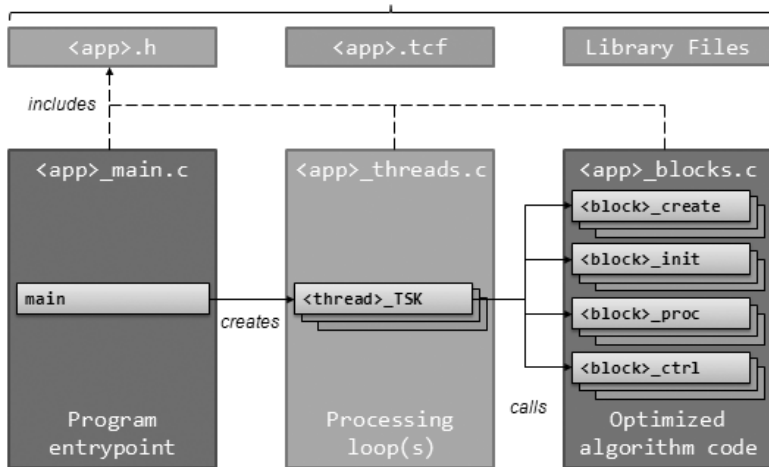 <app>.h
<app>.tcf
Library Files
includes
<app>_main.c
<app>_threads.c
<app>_blocks.c
<block>_create
<block>_init
main
<thread>_TSK
<block>_proc
creates
<block>_ctrl
calls
Program
entrypoint
Processing
loop(s)
Optimized
algorithm code